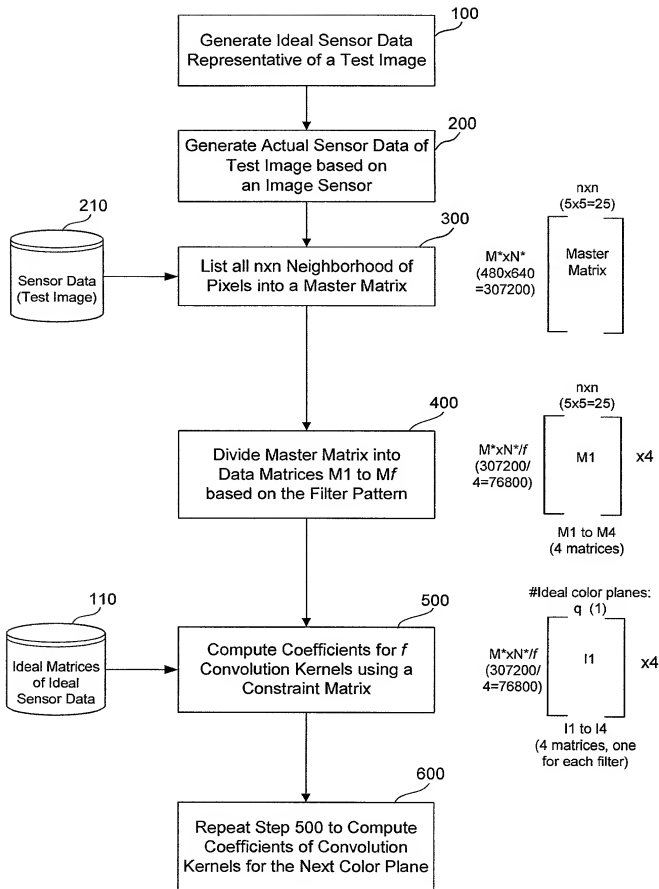 100
Generate Ideal Sensor Data
Representative of a Test Image
200
Generate Actual Sensor Data of
Test Image based on
an Image Sensor
210
Sensor Data
(Test Image)
300
List all nxn Neighborhood of
Pixels into a Master Matrix
nxn
(5x5=25)
M*xN*
(480x640
=307200)
Master
Matrix
400
Divide Master Matrix into
Data Matrices M1 to Mf
based on the Filter Pattern
nxn
(5x5=25)
M*xN*/f
(307200/
4=76800)
M1
x4
M1 to M4
(4 matrices)
110
Ideal Matrices
of Ideal
Sensor Data
500
Compute Coefficients for f
Convolution Kernels using a
Constraint Matrix
#Ideal color planes:
q (1)
M*xN*/f
(307200/
4=76800)
I1
x4
I1 to I4
(4 matrices, one
for each filter)
600
Repeat Step 500 to Compute
Coefficients of Convolution
Kernels for the Next Color Plane